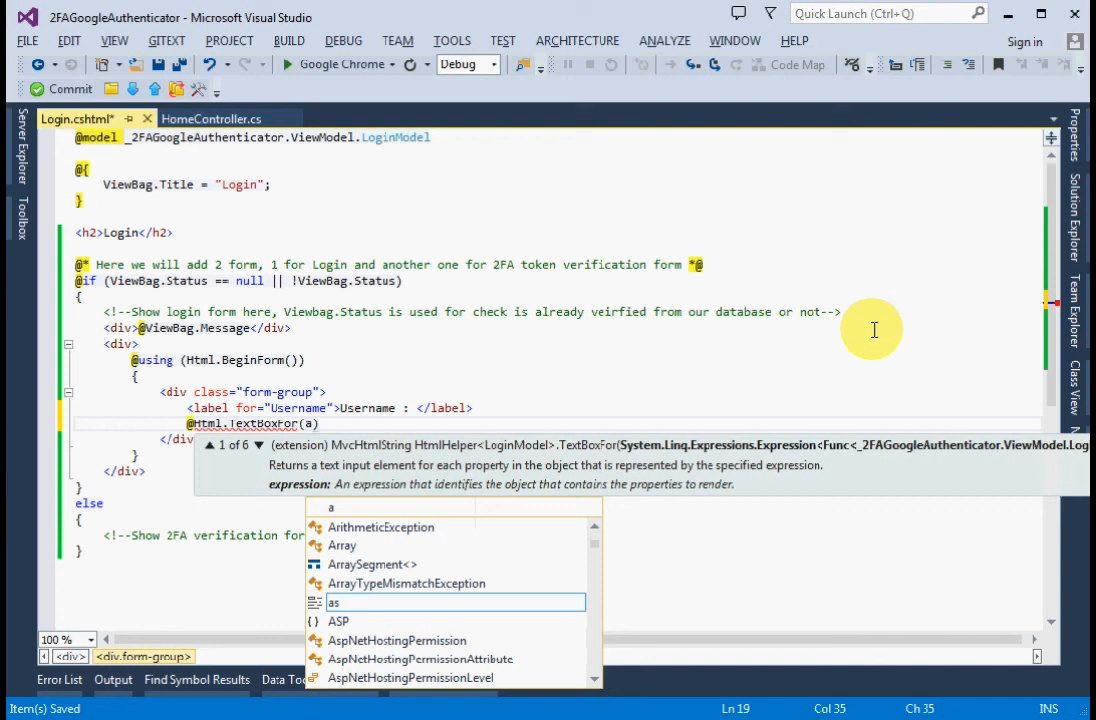 2FAGoogleAuthenticator - Microsoft Visual Studio
Quick Launch (Ctrl+Q)
FILE EDIT VIEW GITEXT PROJECT BUILD DEBUG TEAM TOOLS TEST ARCHITECTURE ANALYZE WINDOW HELP
Sign in
Google Chrome
Debug
Code Map
Commit
Server Explorer
Toolbox
Login.cshtml*
HomeController.cs
Properties
Solution Explorer
Team Explorer
Class View
@model _2FAGoogleAuthenticator.ViewModel.LoginModel
@{
ViewBag.Title = "Login";
}
<h2>Login</h2>
@* Here we will add 2 form, 1 for Login and another one for 2FA token verification form *@
@if (ViewBag.Status == null || !ViewBag.Status)
{
<!--Show login form here, Viewbag.Status is used for check is already veirfied from our database or not-->
<div>@ViewBag.Message</div>
<div>
@using (Html.BeginForm())
{
<div class="form-group">
<label for="Username">Username : </label>
@Html.TextBoxFor(a)
</div
}
</div>
}
else
{
<!--Show 2FA verification for
}
1 of 6 (extension) MvcHtmlString HtmlHelper<LoginModel>.TextBoxFor(System.Linq.Expressions.Expression<Func<_2FAGoogleAuthenticator.ViewModel.Logi
Returns a text input element for each property in the object that is represented by the specified expression.
expression: An expression that identifies the object that contains the properties to render.
a
ArithmeticException
Array
ArraySegment<>
ArrayTypeMismatchException
as
ASP
AspNetHostingPermission
AspNetHostingPermissionAttribute
AspNetHostingPermissionLevel
100 %
<div> <div.form-group>
Error List Output Find Symbol Results Data Too
Item(s) Saved
Ln 19 Col 35 Ch 35 INS